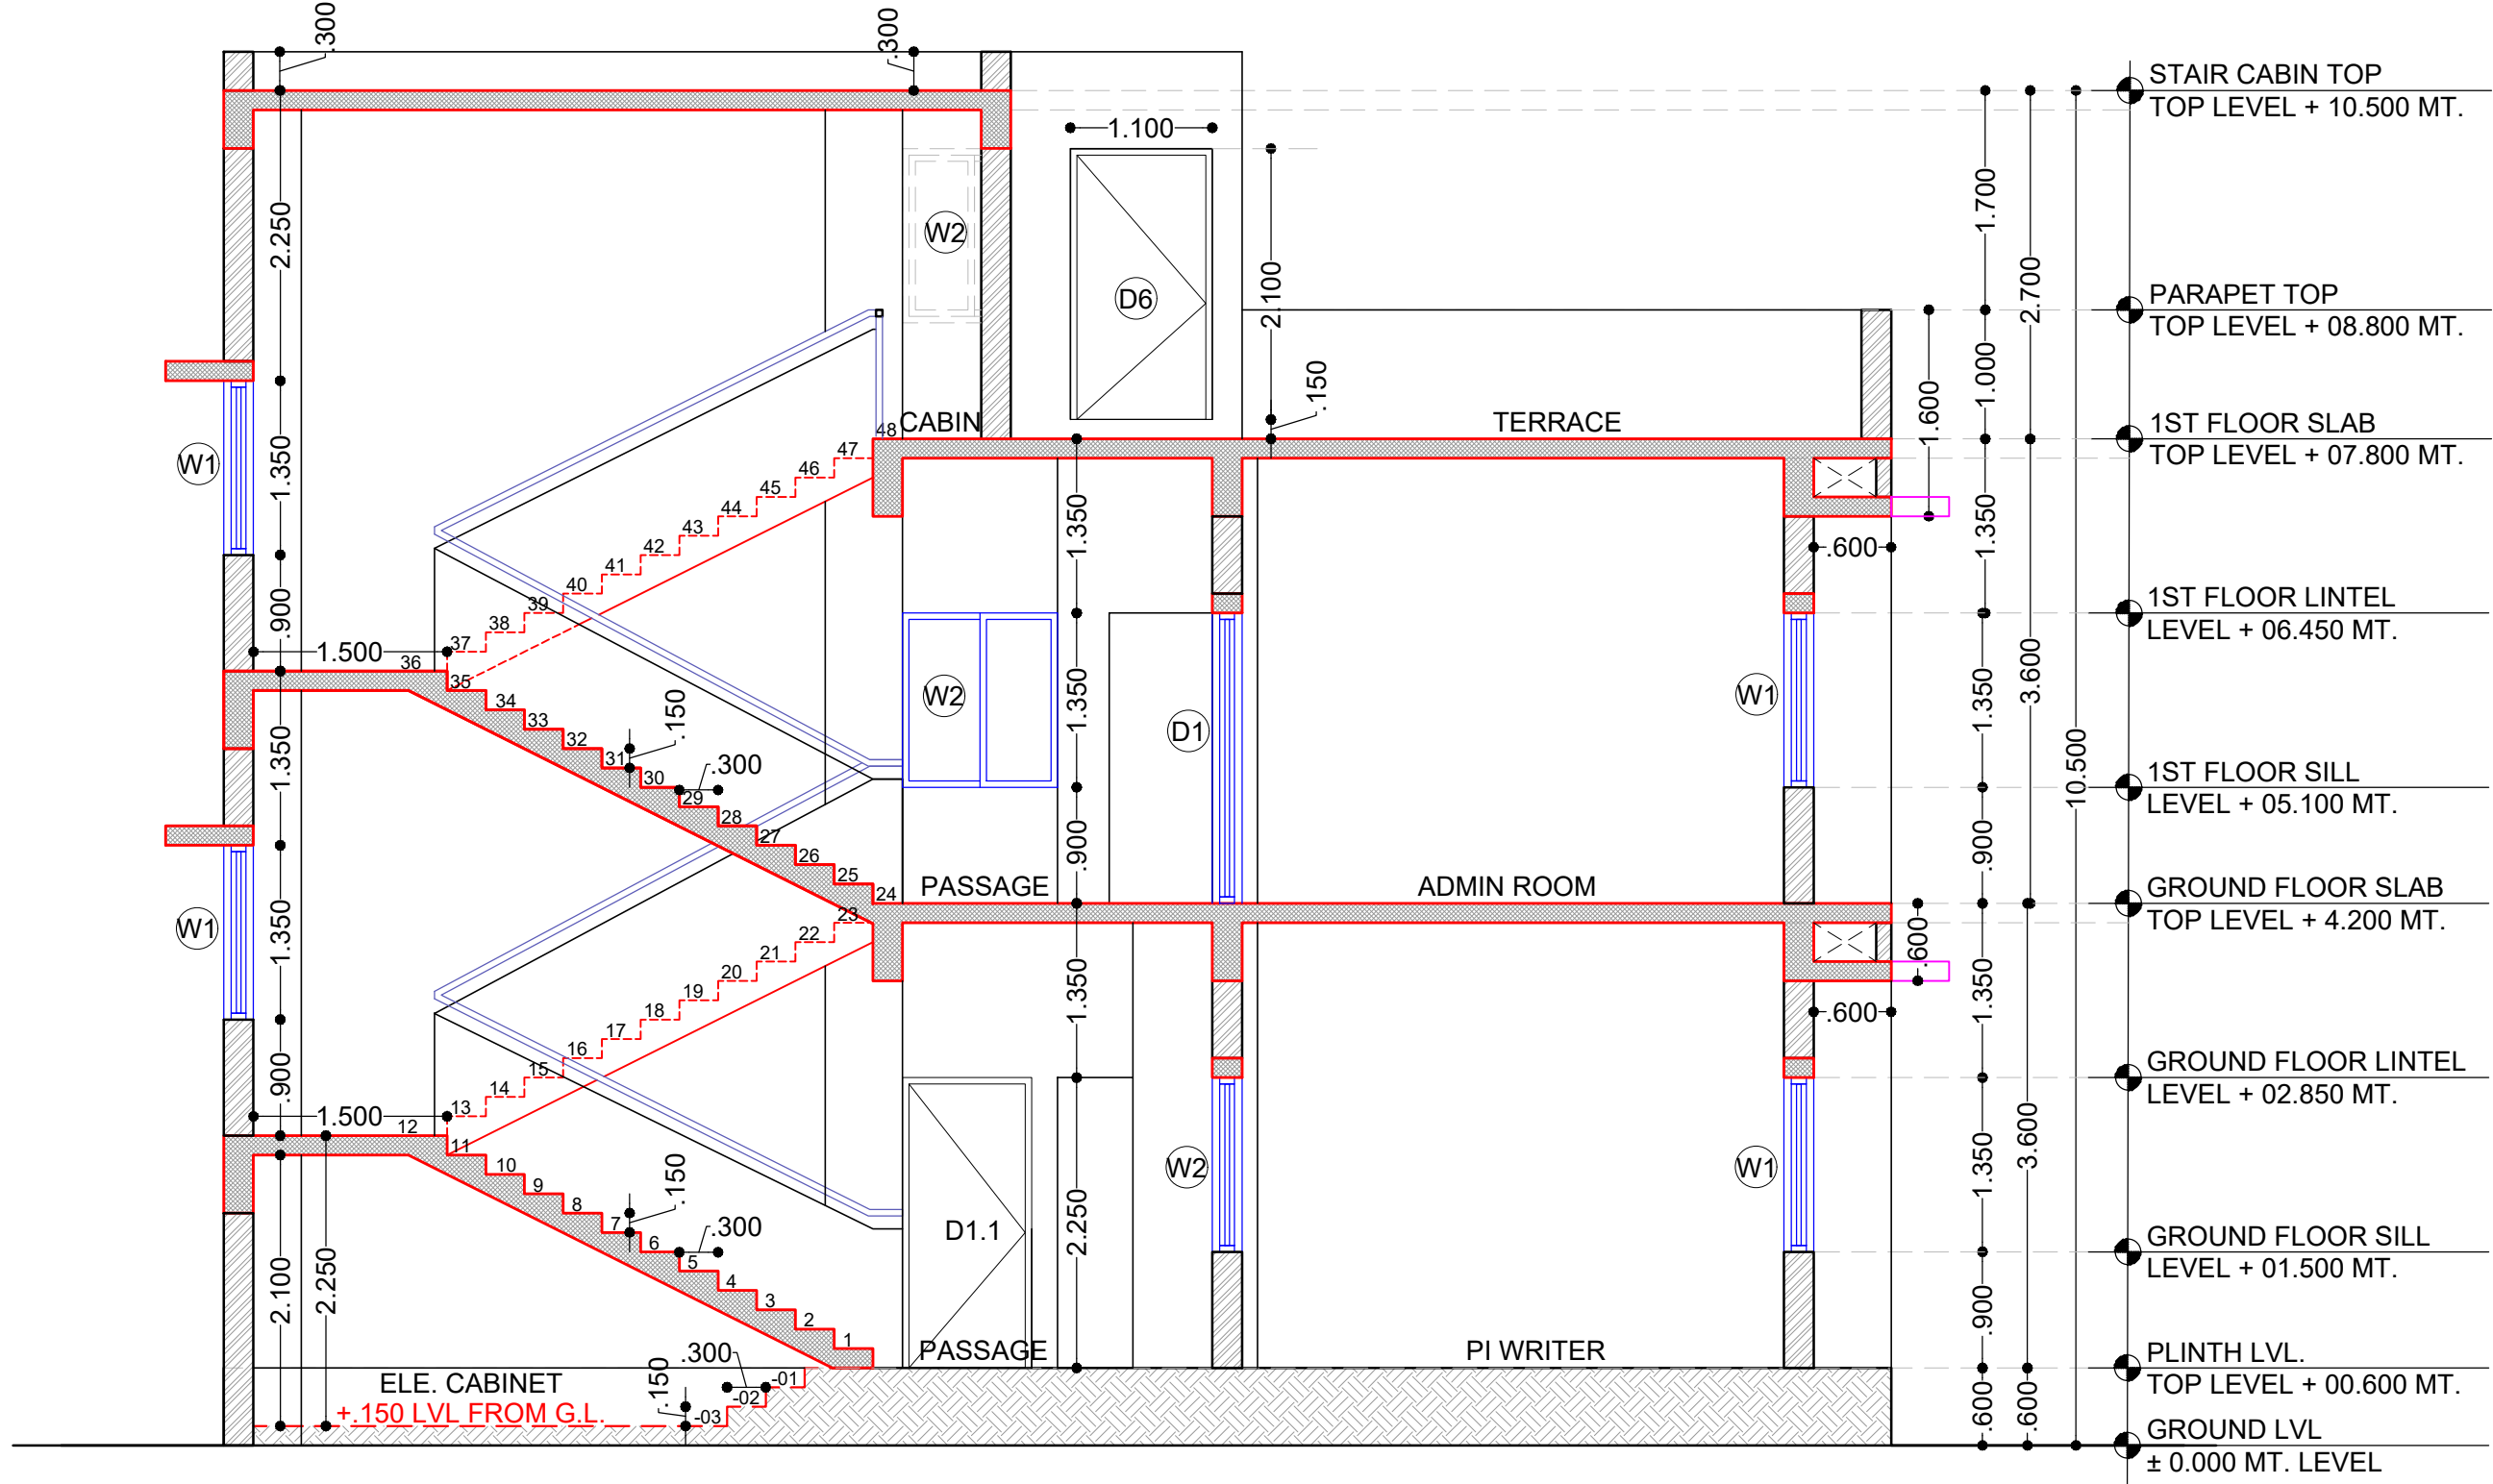 .300
.300
STAIR CABIN TOP
TOP LEVEL + 10.500 MT.
1.100
2.250
W2
D6
2.100
1.700
2.700
PARAPET TOP
TOP LEVEL + 08.800 MT.
.150
1.000
1.600
CABIN
TERRACE
1ST FLOOR SLAB
TOP LEVEL + 07.800 MT.
W1
1.350
48
47
46
45
44
43
42
41
40
39
38
37
1.350
1.350
.600
.900
1.500
36
1ST FLOOR LINTEL
LEVEL + 06.450 MT.
35
34
33
32
31
30
29
28
27
26
25
24
.150
.300
W2
1.350
D1
W1
1.350
3.600
10.500
1.350
1ST FLOOR SILL
LEVEL + 05.100 MT.
.900
.900
PASSAGE
ADMIN ROOM
GROUND FLOOR SLAB
TOP LEVEL + 4.200 MT.
W1
1.350
23
22
21
20
19
18
17
16
15
14
13
1.350
.600
1.350
.600
.900
1.500
12
GROUND FLOOR LINTEL
LEVEL + 02.850 MT.
11
10
9
8
7
6
5
4
3
2
1
.150
.300
D1.1
2.250
W2
W1
1.350
3.600
GROUND FLOOR SILL
LEVEL + 01.500 MT.
2.100
2.250
.900
PASSAGE
PI WRITER
PLINTH LVL.
TOP LEVEL + 00.600 MT.
ELE. CABINET
+.150 LVL FROM G.L.
.150
.300
-01
-02
-03
.600
.600
GROUND LVL
± 0.000 MT. LEVEL